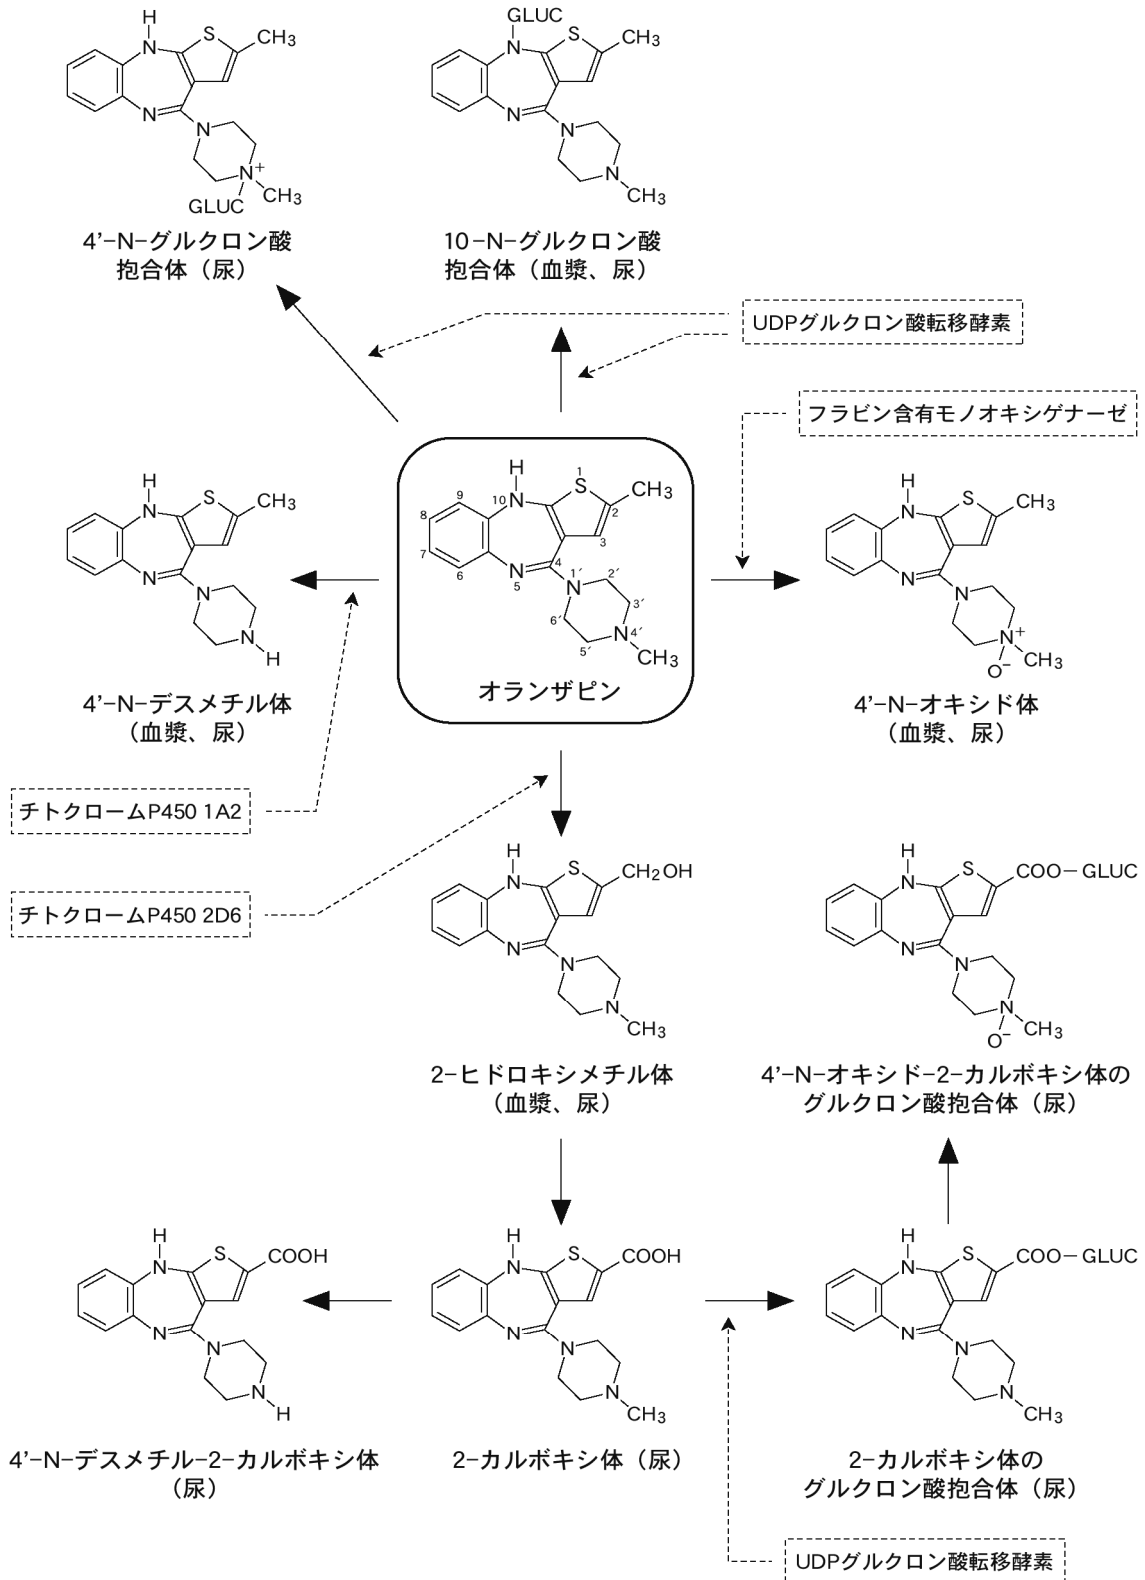 H
N
S
CH3
N
N
N+
CH3
GLUC
4'-N-グルクロン酸
抱合体（尿）
GLUC
N
S
CH3
N
N
N
CH3
10-N-グルクロン酸
抱合体（血漿、尿）
UDPグルクロン酸転移酵素
フラビン含有モノオキシゲナーゼ
H
N
S
CH3
N
N
N
H
4'-N-デスメチル体
（血漿、尿）
H
10 N
S 1
CH3
2
3
4
N 5
6
7
8
9
N 1′
2′
3′
N 4′
5′
6′
CH3
オランザピン
H
N
S
CH3
N
N
N+
CH3
O−
4'-N-オキシド体
（血漿、尿）
チトクロームP450 1A2
チトクロームP450 2D6
H
N
S
CH2OH
N
N
N
CH3
2-ヒドロキシメチル体
（血漿、尿）
H
N
S
COO−GLUC
N
N
N
CH3
O−
4'-N-オキシド-2-カルボキシ体の
グルクロン酸抱合体（尿）
H
N
S
COOH
N
N
N
H
4'-N-デスメチル-2-カルボキシ体
（尿）
H
N
S
COOH
N
N
N
CH3
2-カルボキシ体（尿）
H
N
S
COO−GLUC
N
N
N
CH3
2-カルボキシ体の
グルクロン酸抱合体（尿）
UDPグルクロン酸転移酵素